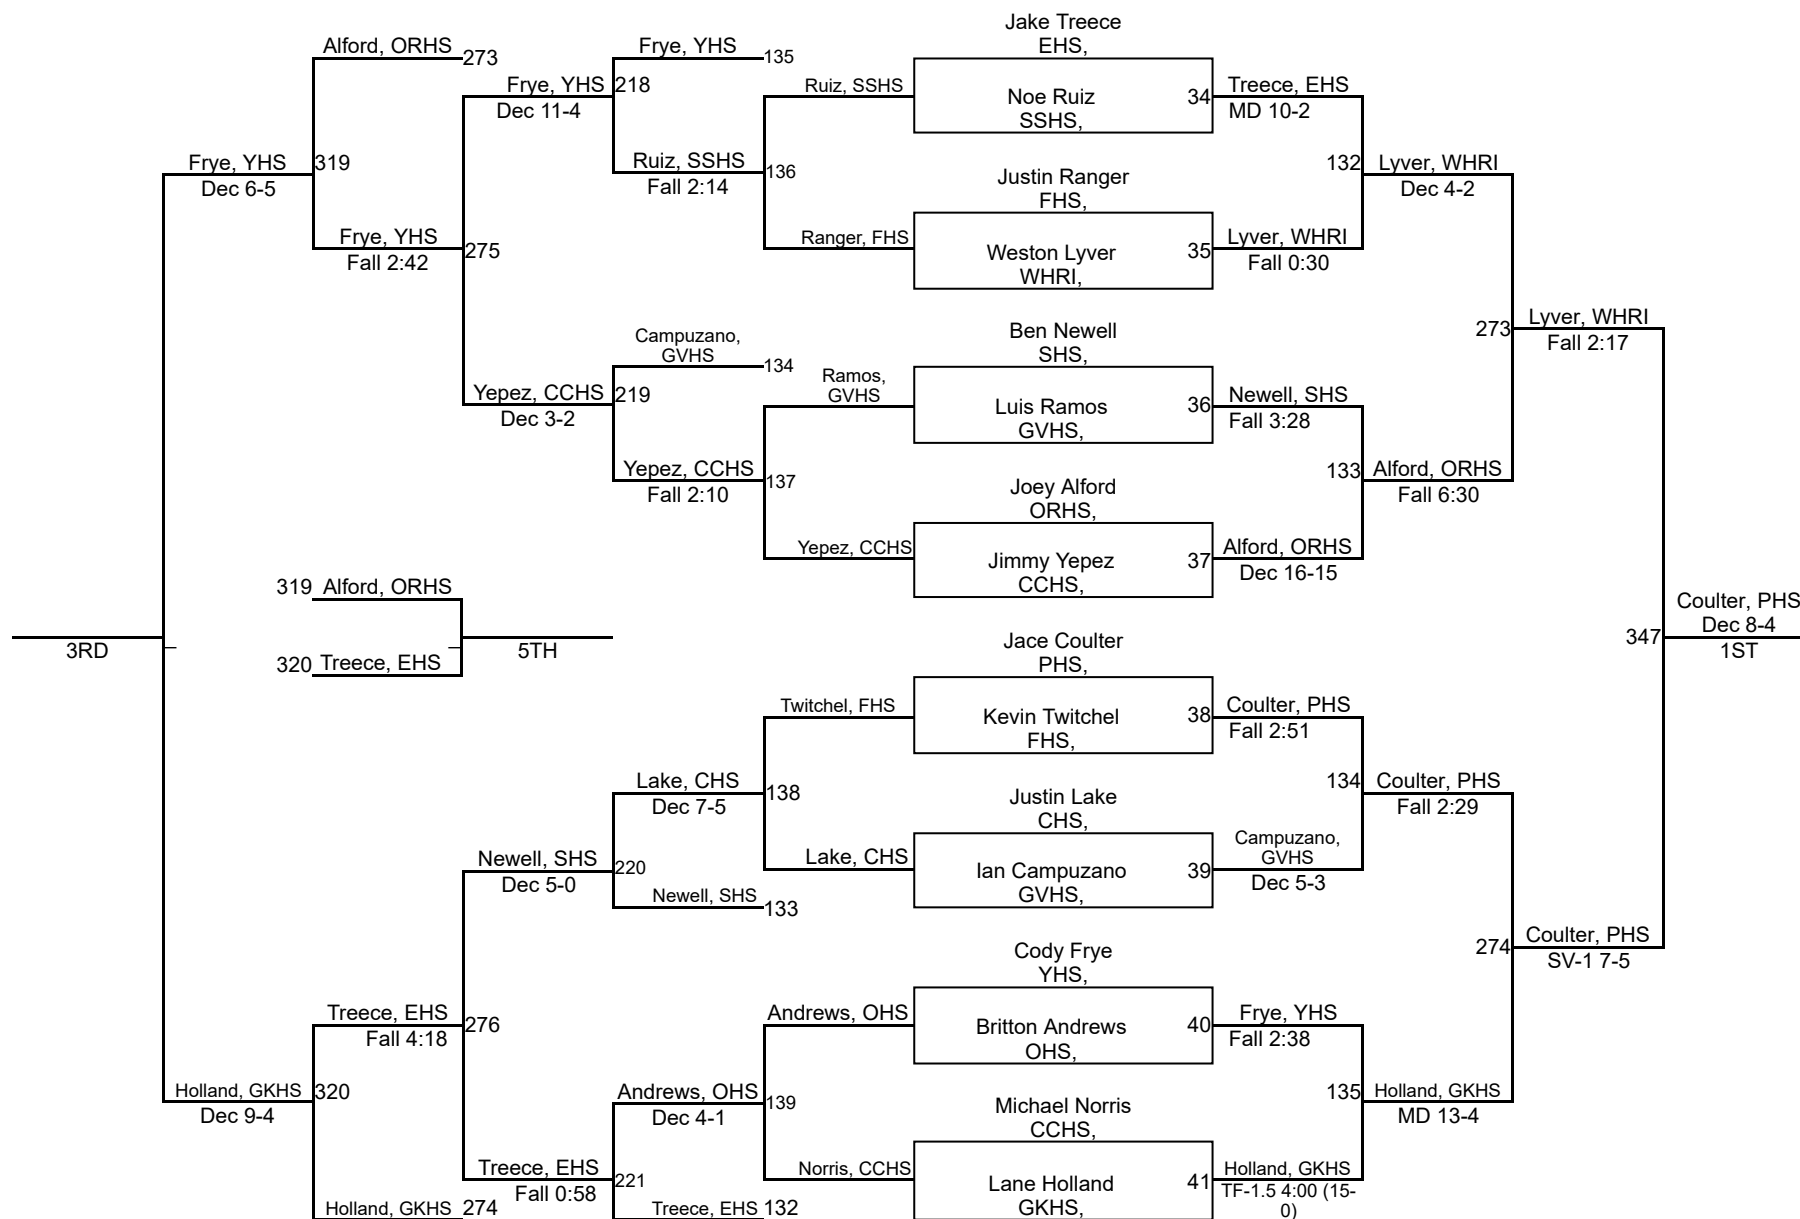 Jake Treece
EHS,
Alford, ORHS
273
Frye, YHS
135
Frye, YHS
218
Dec 11-4
Ruiz, SSHS
Noe Ruiz
SSHS,
34
Treece, EHS
MD 10-2
Frye, YHS
319
Dec 6-5
Ruiz, SSHS
136
Fall 2:14
Justin Ranger
FHS,
132
Lyver, WHRI
Dec 4-2
Frye, YHS
275
Fall 2:42
Ranger, FHS
Weston Lyver
WHRI,
35
Lyver, WHRI
Fall 0:30
Campuzano,
GVHS
134
Ben Newell
SHS,
273
Lyver, WHRI
Fall 2:17
Yepez, CCHS
219
Dec 3-2
Ramos,
GVHS
Luis Ramos
GVHS,
36
Newell, SHS
Fall 3:28
Yepez, CCHS
137
Fall 2:10
Joey Alford
ORHS,
133
Alford, ORHS
Fall 6:30
Yepez, CCHS
Jimmy Yepez
CCHS,
37
Alford, ORHS
Dec 16-15
319
Alford, ORHS
3RD
320
Treece, EHS
5TH
Jace Coulter
PHS,
347
Coulter, PHS
Dec 8-4
1ST
Twitchel, FHS
Kevin Twitchel
FHS,
38
Coulter, PHS
Fall 2:51
Lake, CHS
138
Dec 7-5
Justin Lake
CHS,
134
Coulter, PHS
Fall 2:29
Newell, SHS
220
Dec 5-0
Lake, CHS
Ian Campuzano
GVHS,
39
Campuzano,
GVHS
Dec 5-3
Newell, SHS
133
Cody Frye
YHS,
274
Coulter, PHS
SV-1 7-5
Treece, EHS
276
Fall 4:18
Andrews, OHS
Britton Andrews
OHS,
40
Frye, YHS
Fall 2:38
Holland, GKHS
320
Dec 9-4
Andrews, OHS
139
Dec 4-1
Michael Norris
CCHS,
135
Holland, GKHS
MD 13-4
Treece, EHS
221
Fall 0:58
Norris, CCHS
Lane Holland
GKHS,
41
Holland, GKHS
TF-1.5 4:00 (15-
0)
Holland, GKHS
274
Treece, EHS
132